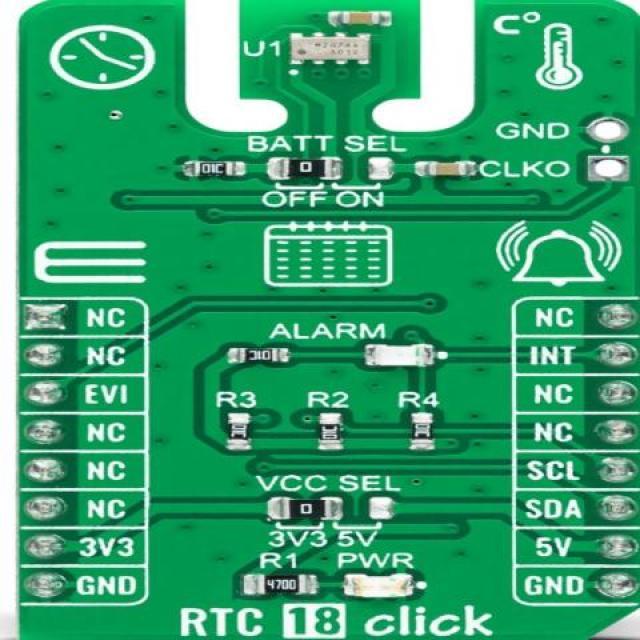 C°
U1
GND
BATT SEL
CLKO
OFF ON
NC
NC
ALARM
NC
INT
EVI
R3 R2 R4
NC
NC
NC
NC
VCC SEL
SCL
NC
SDA
3V3 5V
3V3
5V
R1 PWR
GND
4700
GND
RTC 18 click